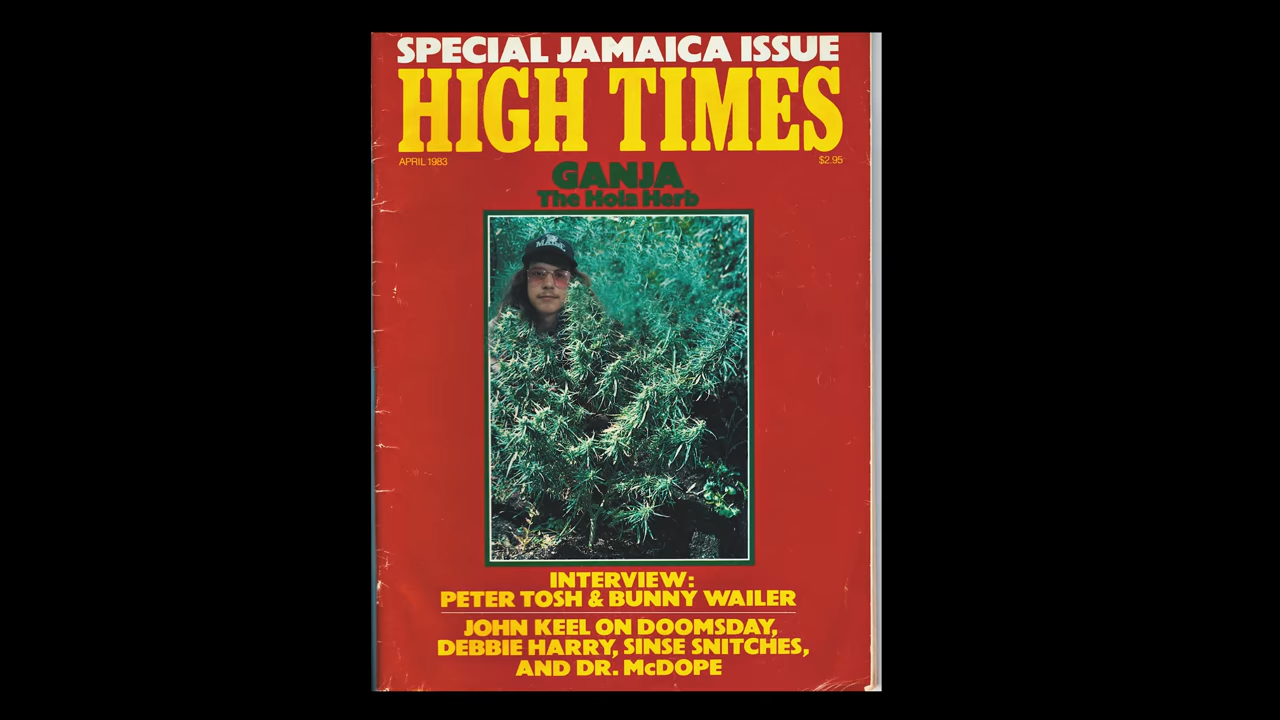 SPECIAL JAMAICA ISSUE
HIGH TIMES
APRIL 1983
$2.95
GANJA
The Hola Herb
INTERVIEW:
PETER TOSH & BUNNY WAILER
JOHN KEEL ON DOOMSDAY,
DEBBIE HARRY, SINSE SNITCHES,
AND DR. McDOPE